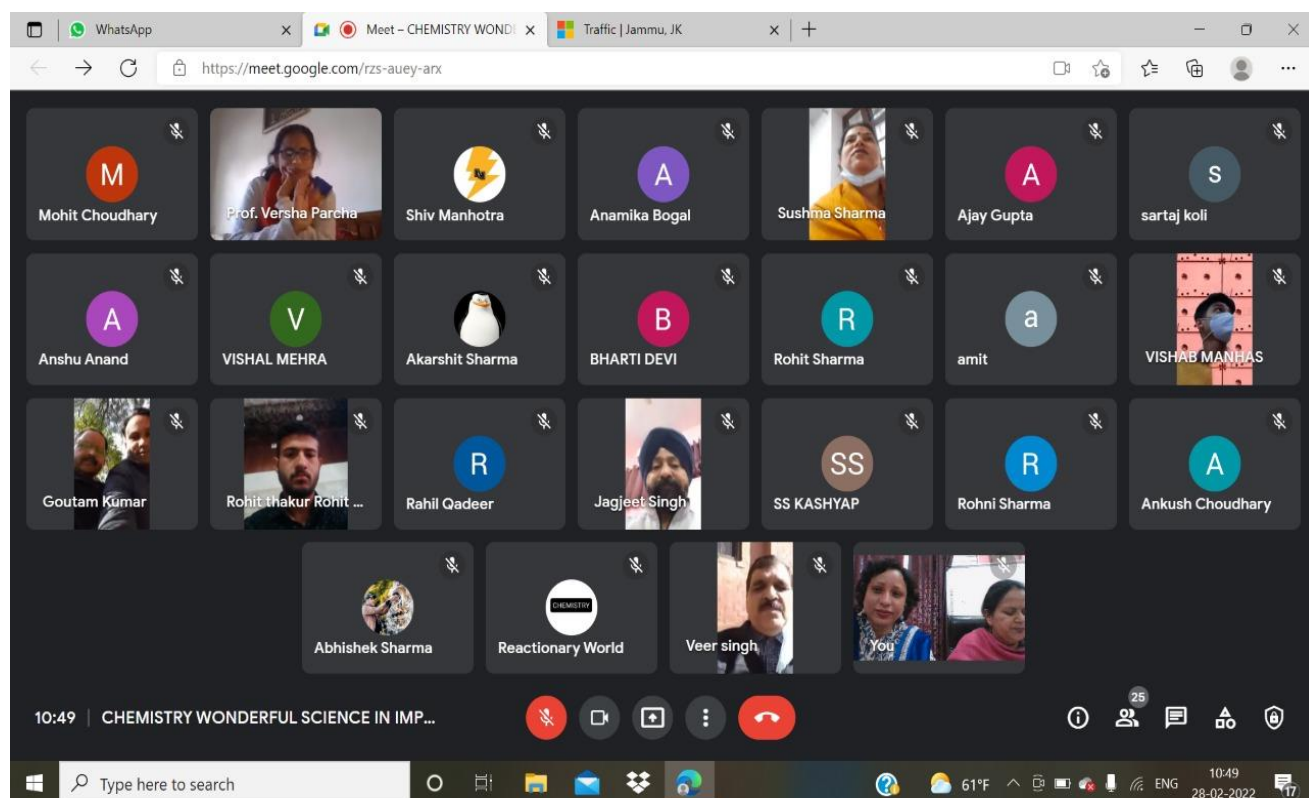 WhatsApp
Meet – CHEMISTRY WOND
Traffic | Jammu, JK
https://meet.google.com/rzs-auey-arx
M
Mohit Choudhary
Prof. Versha Parcha
Shiv Manhotra
A
Anamika Bogal
Sushma Sharma
A
Ajay Gupta
s
sartaj koli
A
Anshu Anand
V
VISHAL MEHRA
Akarshit Sharma
B
BHARTI DEVI
R
Rohit Sharma
a
amit
VISHAB MANHAS
Goutam Kumar
Rohit thakur Rohit ...
R
Rahil Qadeer
Jagjeet Singh
SS
SS KASHYAP
R
Rohni Sharma
A
Ankush Choudhary
Abhishek Sharma
CHEMISTRY
Reactionary World
Veer singh
You
10:49 | CHEMISTRY WONDERFUL SCIENCE IN IMP...
25
Type here to search
61°F
ENG
10:49
28-02-2022
17